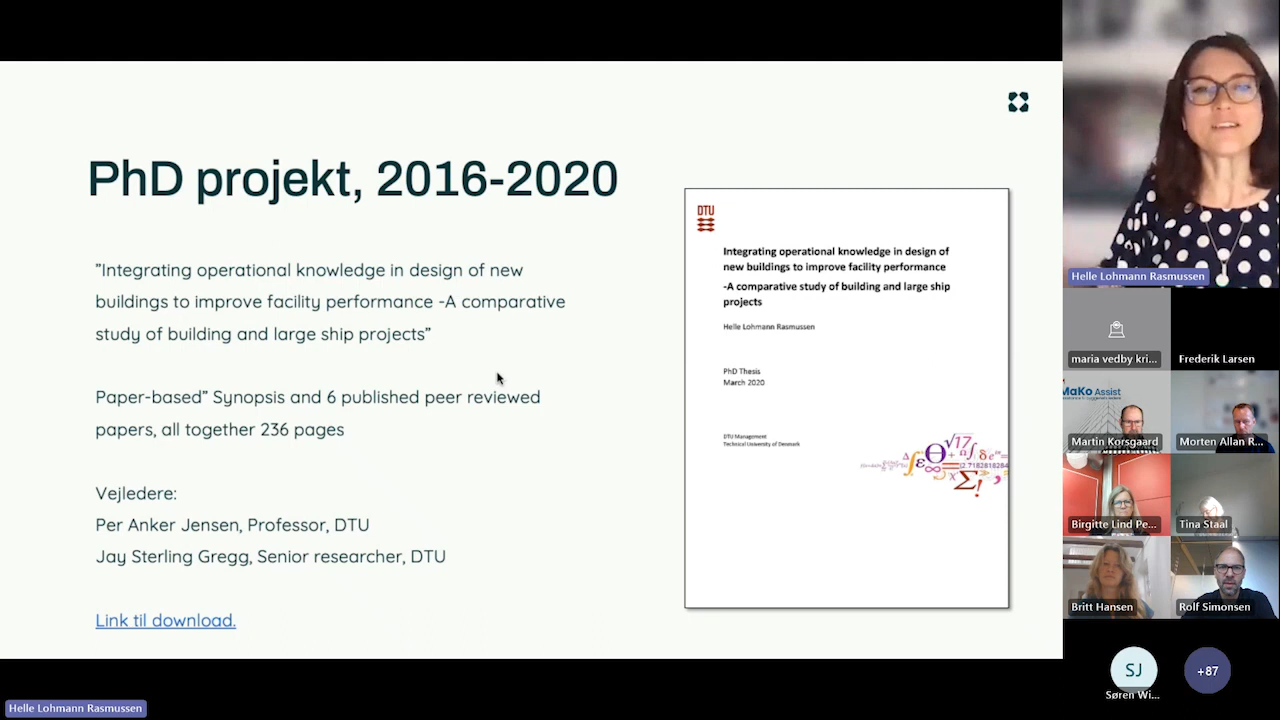 PhD projekt, 2016-2020
”Integrating operational knowledge in design of new
buildings to improve facility performance -A comparative
study of building and large ship projects”
Paper-based” Synopsis and 6 published peer reviewed
papers, all together 236 pages
Vejledere:
Per Anker Jensen, Professor, DTU
Jay Sterling Gregg, Senior researcher, DTU
Link til download.
DTU
Integrating operational knowledge in design of
new buildings to improve facility performance
-A comparative study of building and large ship
projects
Helle Lohmann Rasmussen
PhD Thesis
March 2020
DTU Management
Technical University of Denmark
Helle Lohmann Rasmussen
maria vedby kri...
Frederik Larsen
MaKo Assist
Martin Korsgaard
Morten Allan R...
Birgitte Lind Pe...
Tina Staal
Britt Hansen
Rolf Simonsen
SJ
+87
Søren Wi...
Helle Lohmann Rasmussen